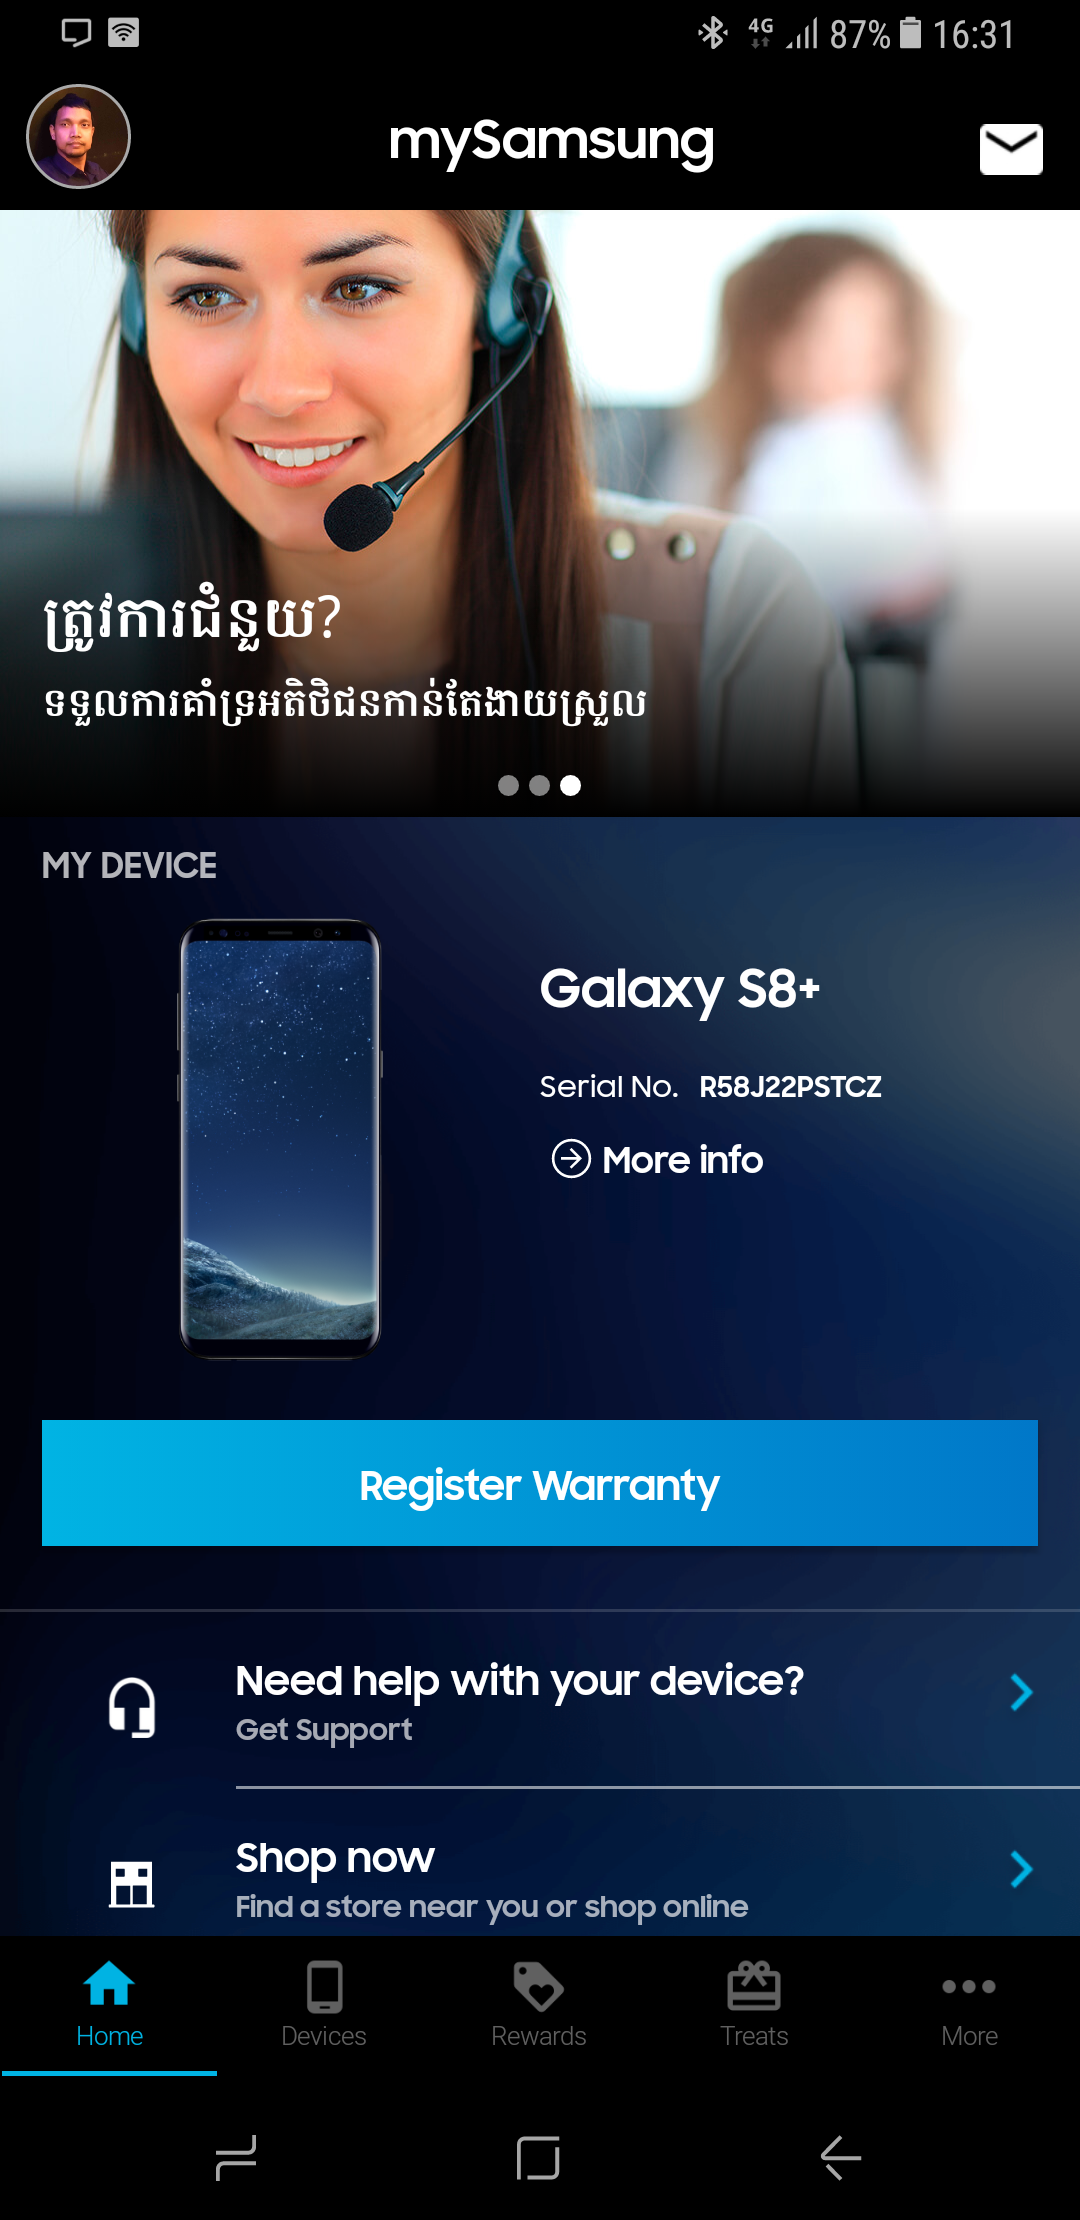 4G 87% 16:31
mySamsung
ត្រូវការជំនួយ?
ទទួលការគាំទ្រអតិថិជនកាន់តែងាយស្រួល
MY DEVICE
Galaxy S8+
Serial No. R58J22PSTCZ
More info
Register Warranty
Need help with your device?
Get Support
Shop now
Find a store near you or shop online
Home Devices Rewards Treats More